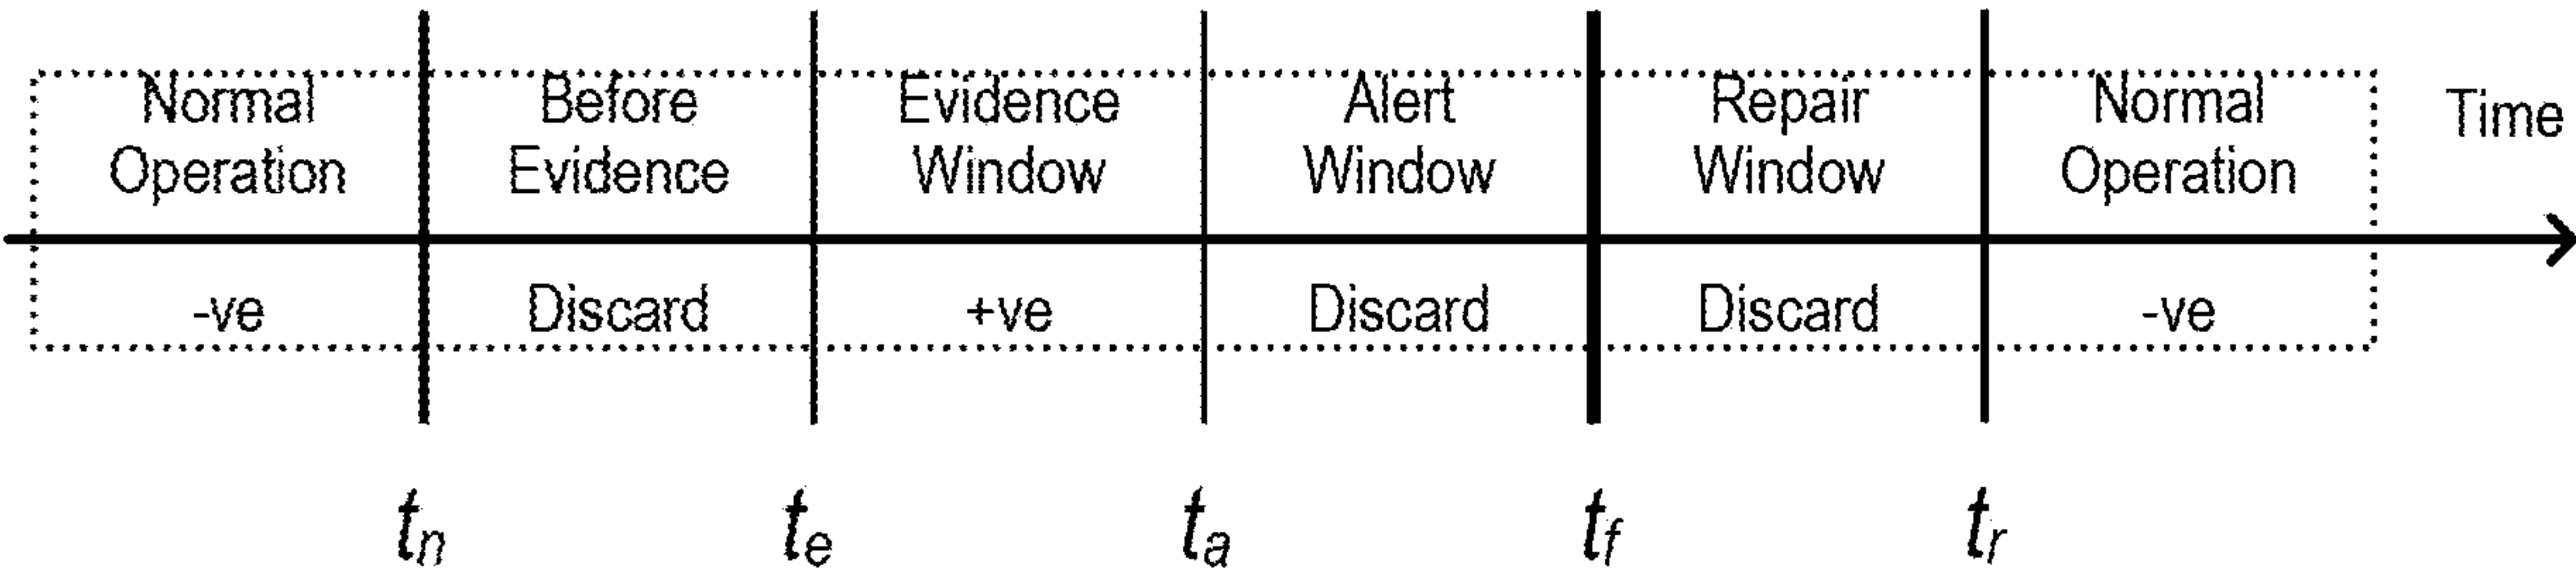 Normal Before Evidence Alert Repair Normal Time
Operation Evidence Window Window Window Operation
-ve Discard +ve Discard Discard -ve
tn te ta tf tr